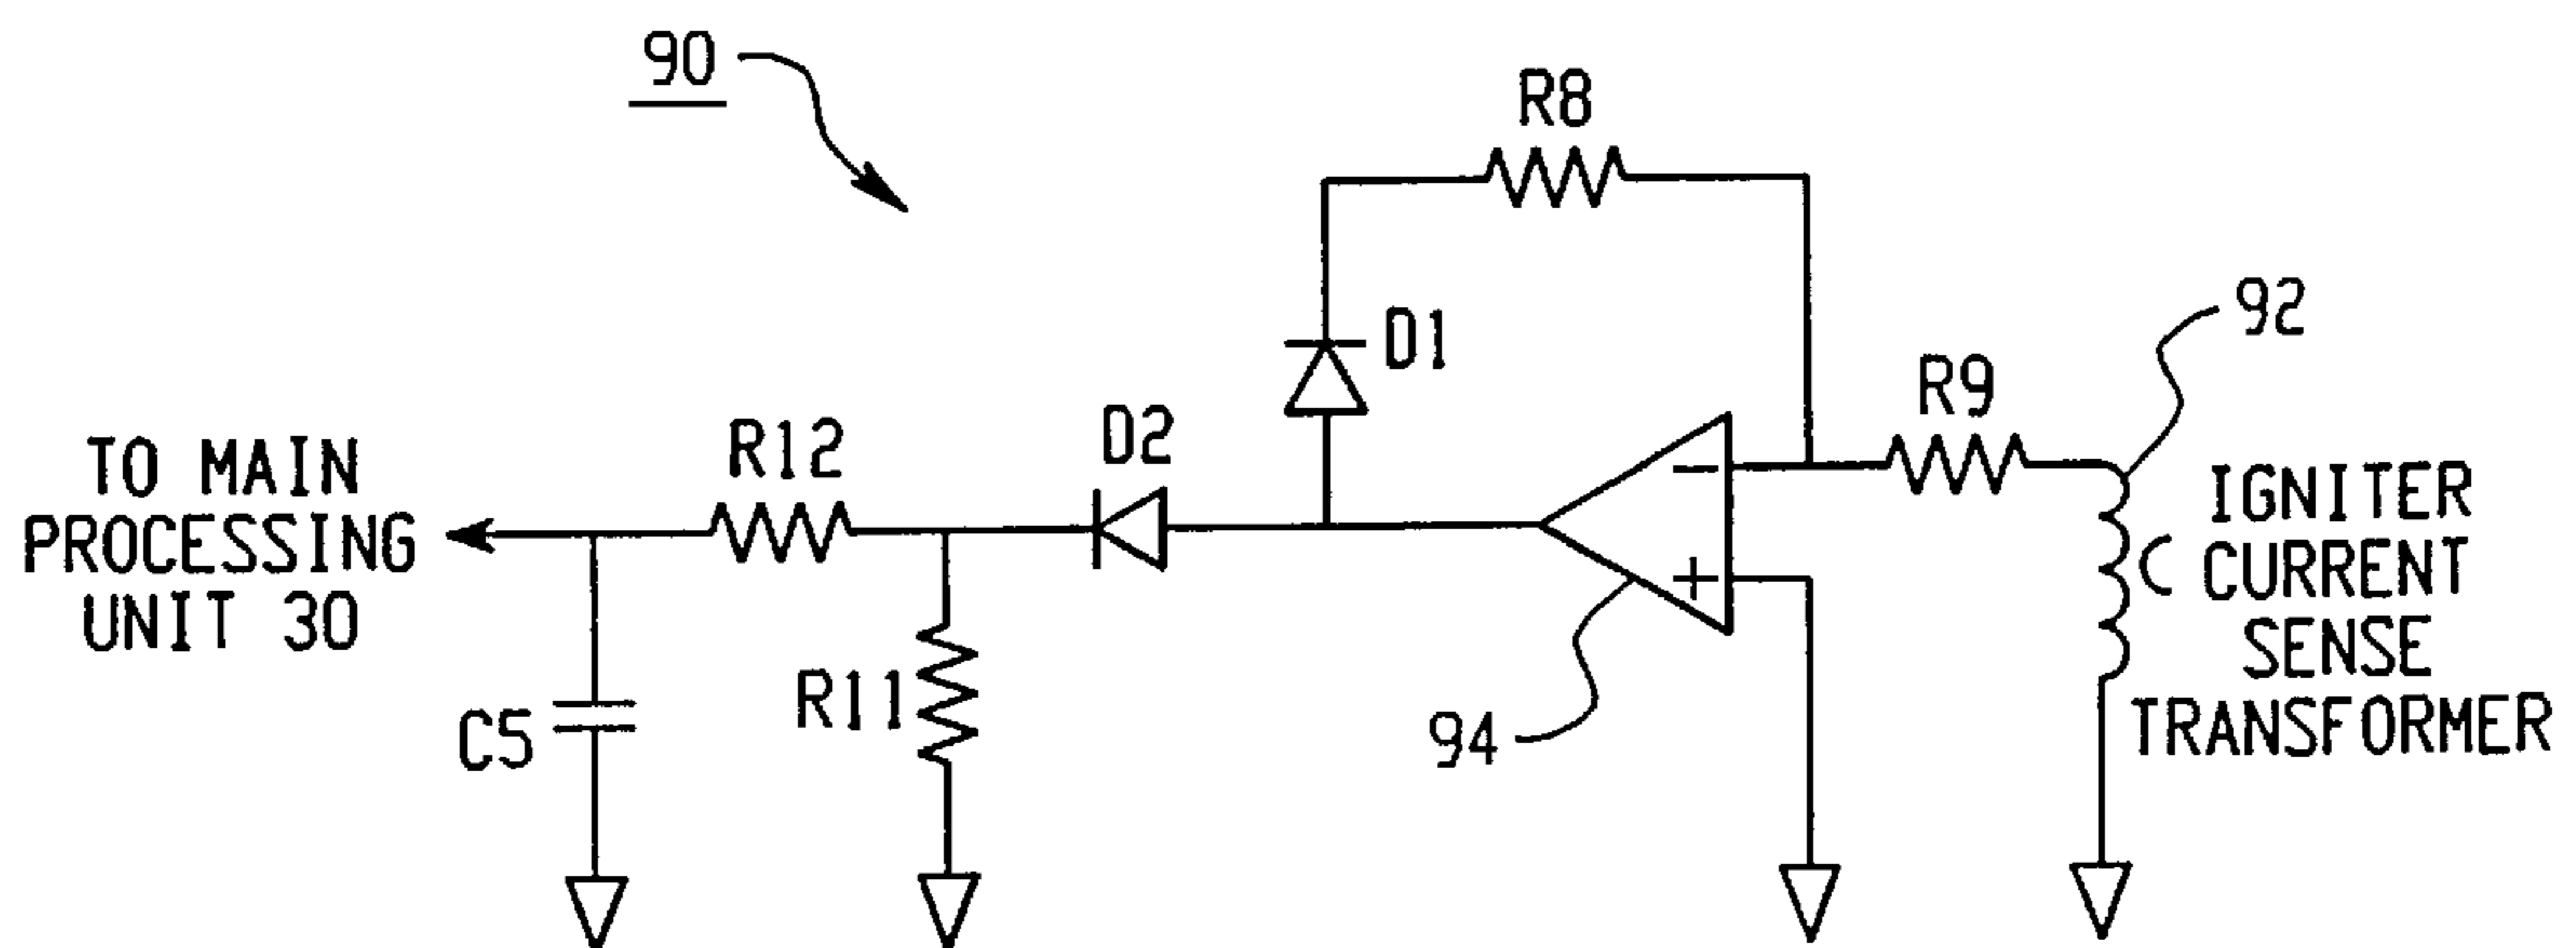 90
R8
D1
92
R9
D2
R12
TO MAIN
PROCESSING
UNIT 30
IGNITER
CURRENT
SENSE
TRANSFORMER
-
+
R11
C5
94